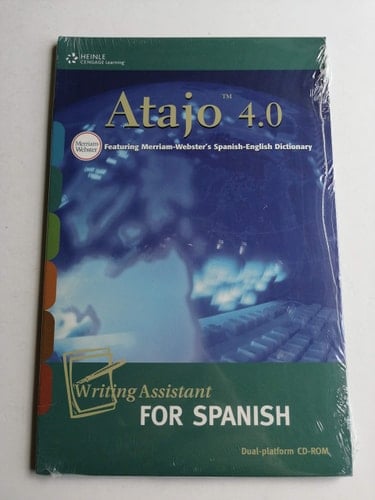 HEINLE
CENGAGE Learning™
Atajo™ 4.0
Merriam
Webster
Featuring Merriam-Webster's Spanish-English Dictionary
Writing Assistant
FOR SPANISH
Dual-platform CD-ROM